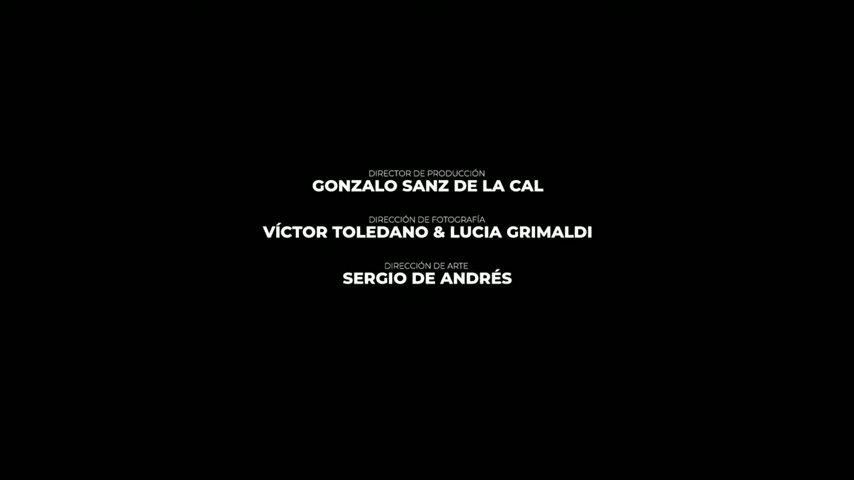 DIRECTOR DE PRODUCCIÓN
GONZALO SANZ DE LA CAL
DIRECCIÓN DE FOTOGRAFÍA
VÍCTOR TOLEDANO & LUCIA GRIMALDI
DIRECCIÓN DE ARTE
SERGIO DE ANDRÉS